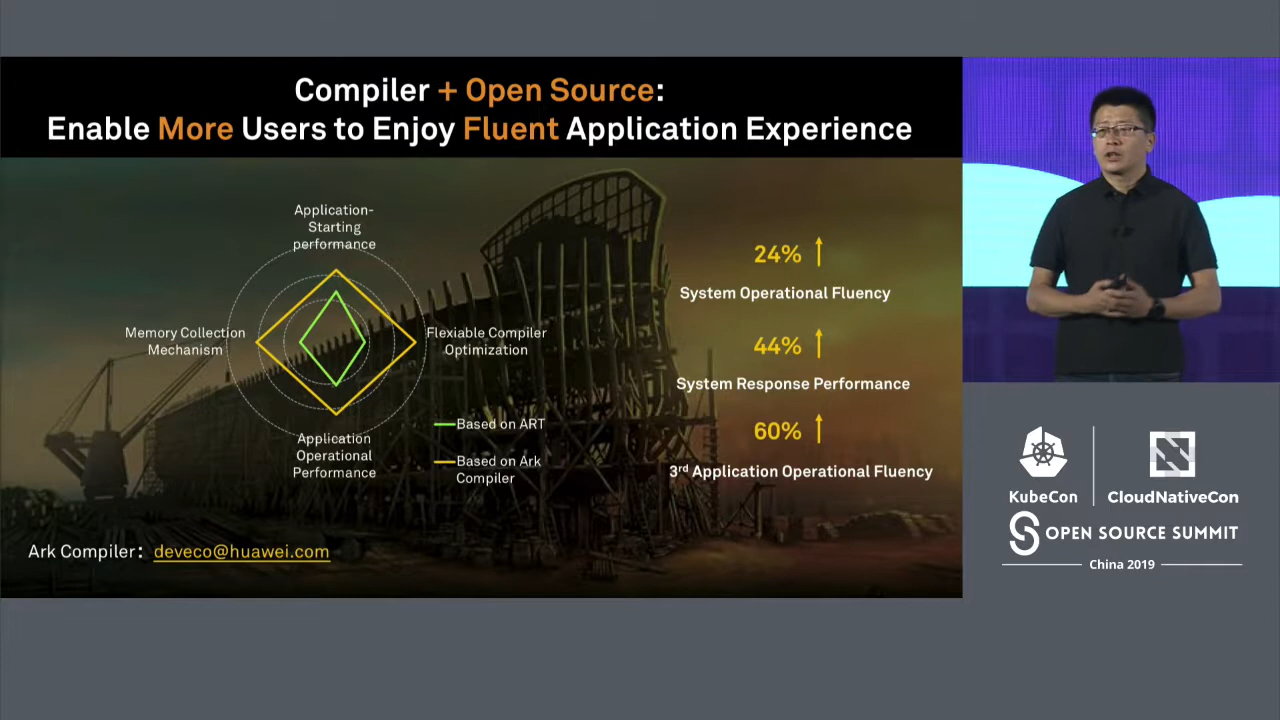 Compiler + Open Source:
Enable More Users to Enjoy Fluent Application Experience
Application-
Starting
performance
Memory Collection
Mechanism
Flexiable Compiler
Optimization
Application
Operational
Performance
Based on ART
Based on Ark
Compiler
24%
System Operational Fluency
44%
System Response Performance
60%
3rd Application Operational Fluency
Ark Compiler: deveco@huawei.com
KubeCon
CloudNativeCon
OPEN SOURCE SUMMIT
China 2019